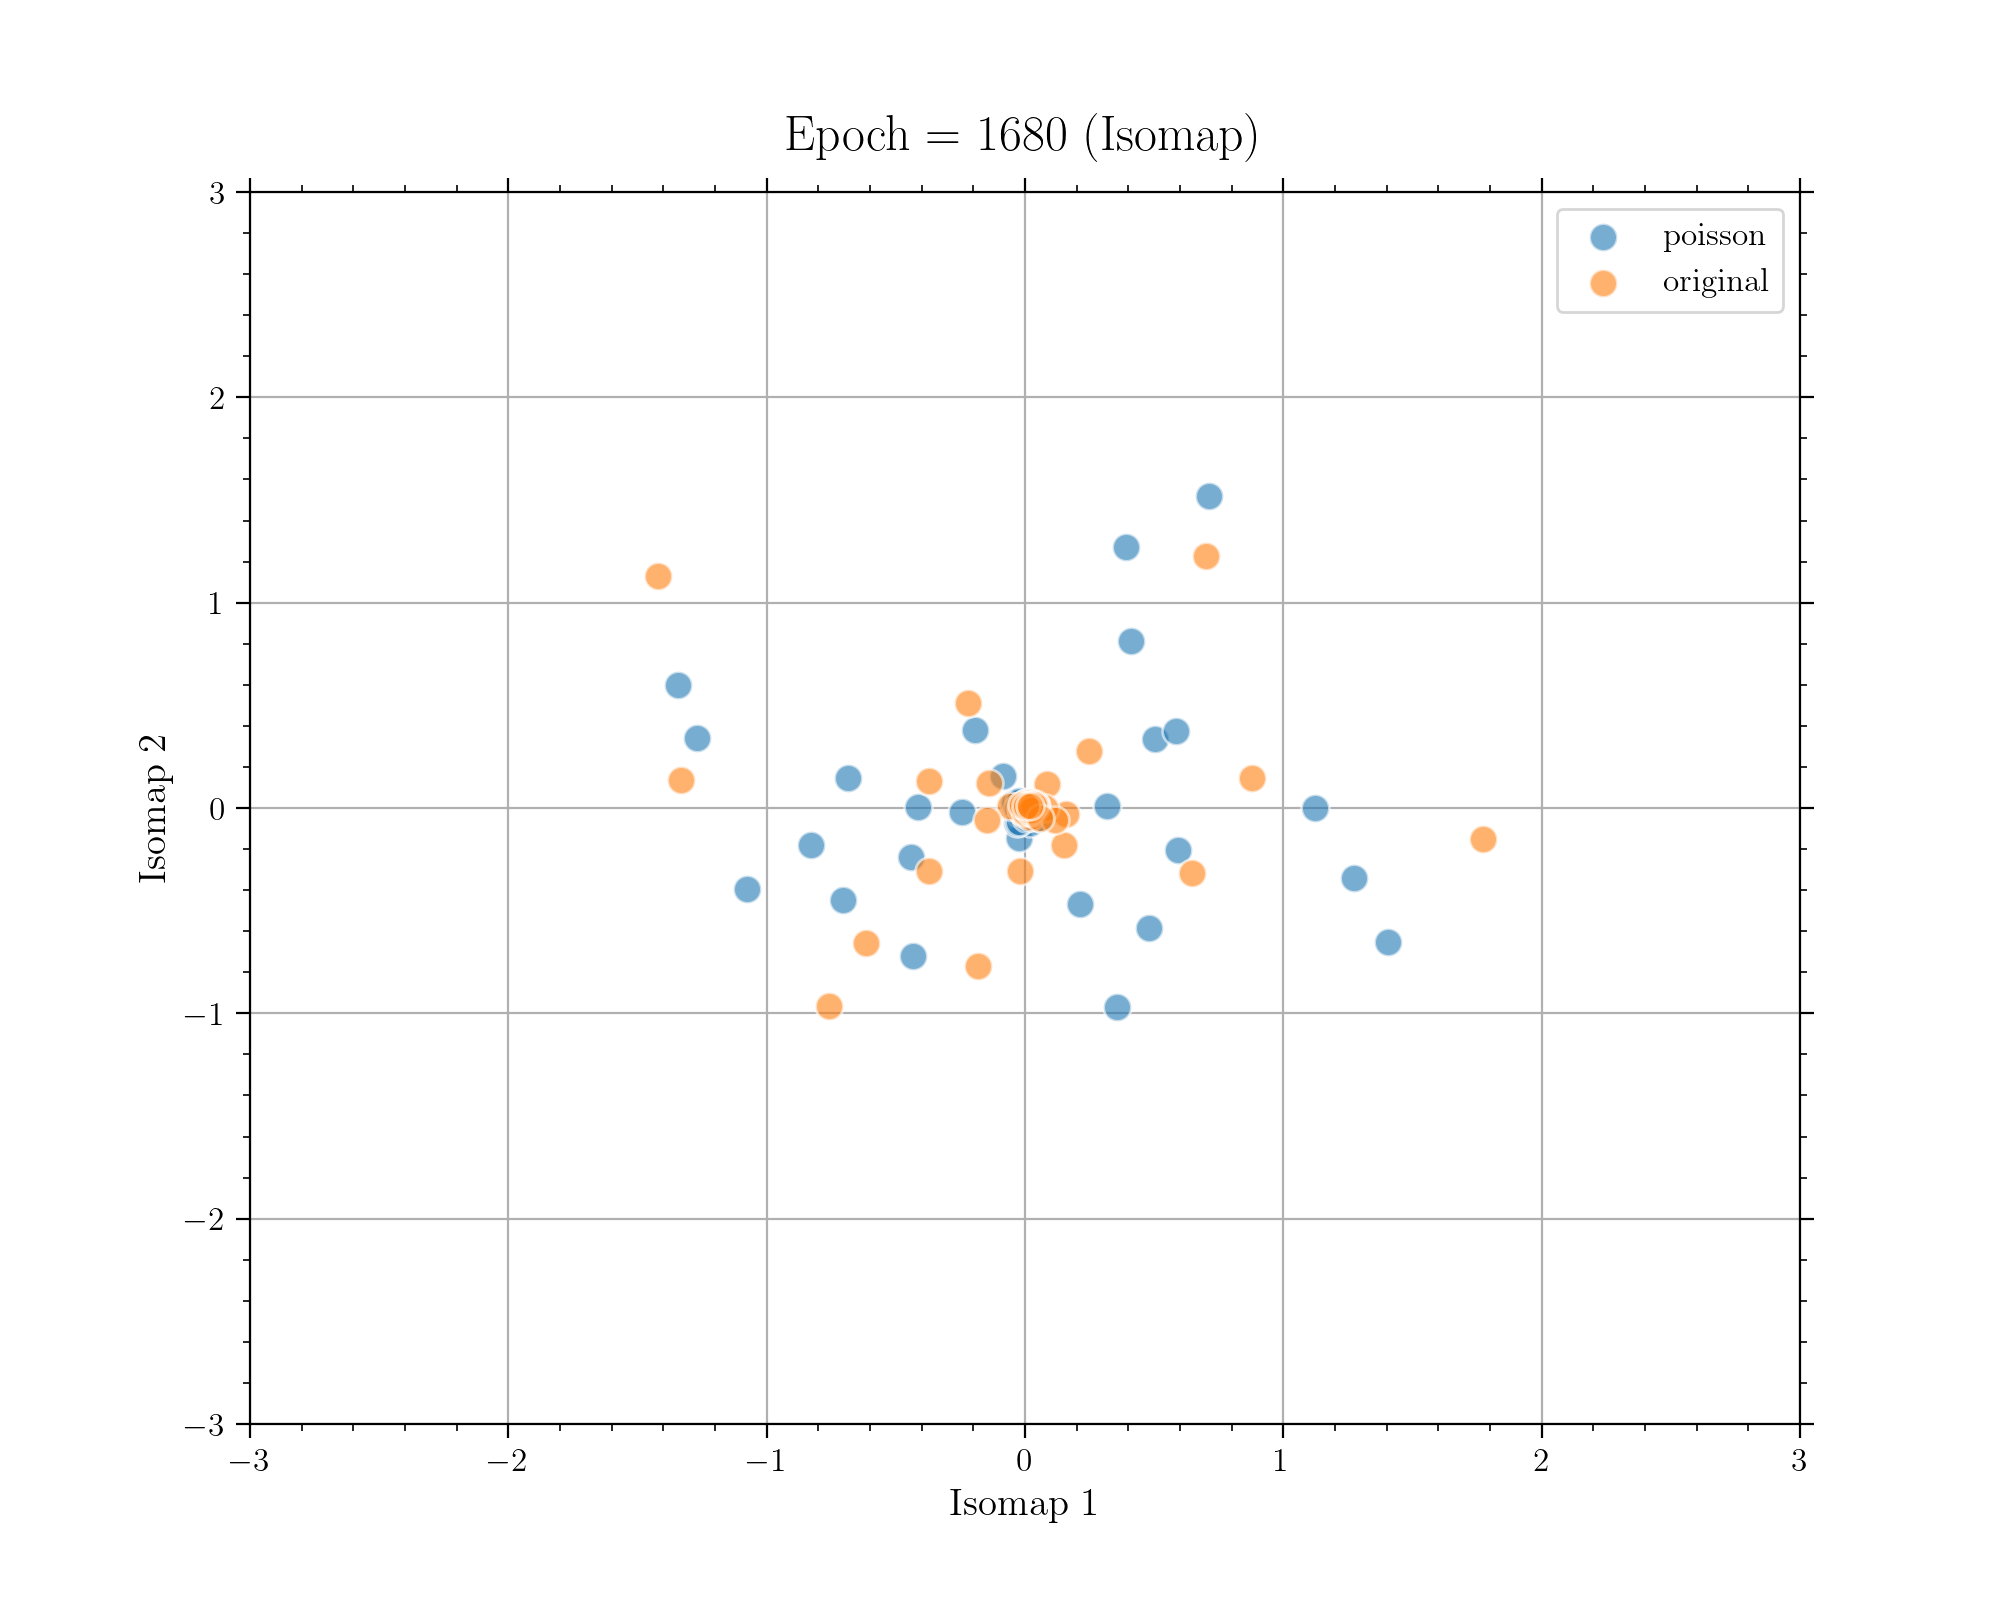 Epoch = 1680 (Isomap)
poisson
original
3
2
1
0
−1
−2
−3
Isomap 2
−3 −2 −1 0 1 2 3
Isomap 1